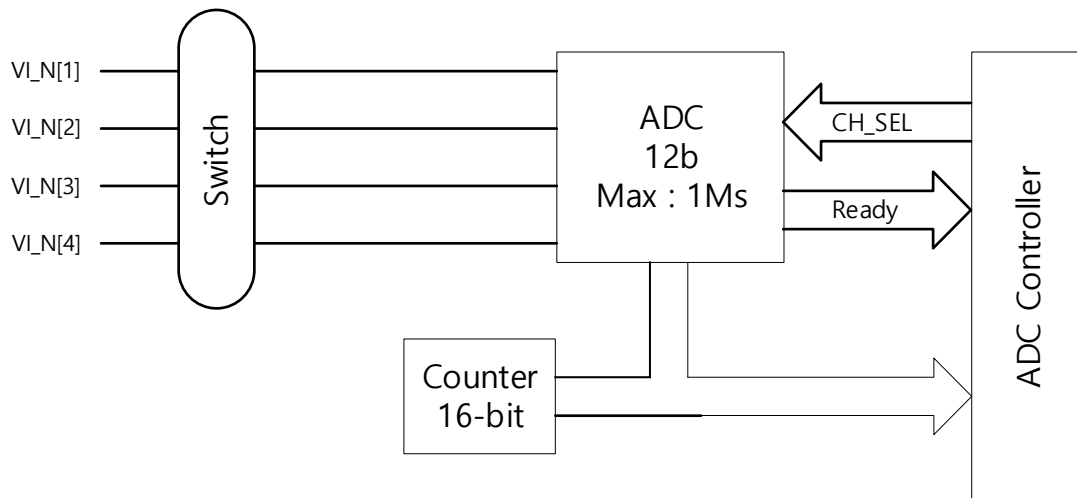 VI_N[1]
VI_N[2]
VI_N[3]
VI_N[4]
Switch
ADC
12b
Max : 1Ms
CH_SEL
Ready
Counter
16-bit
ADC Controller